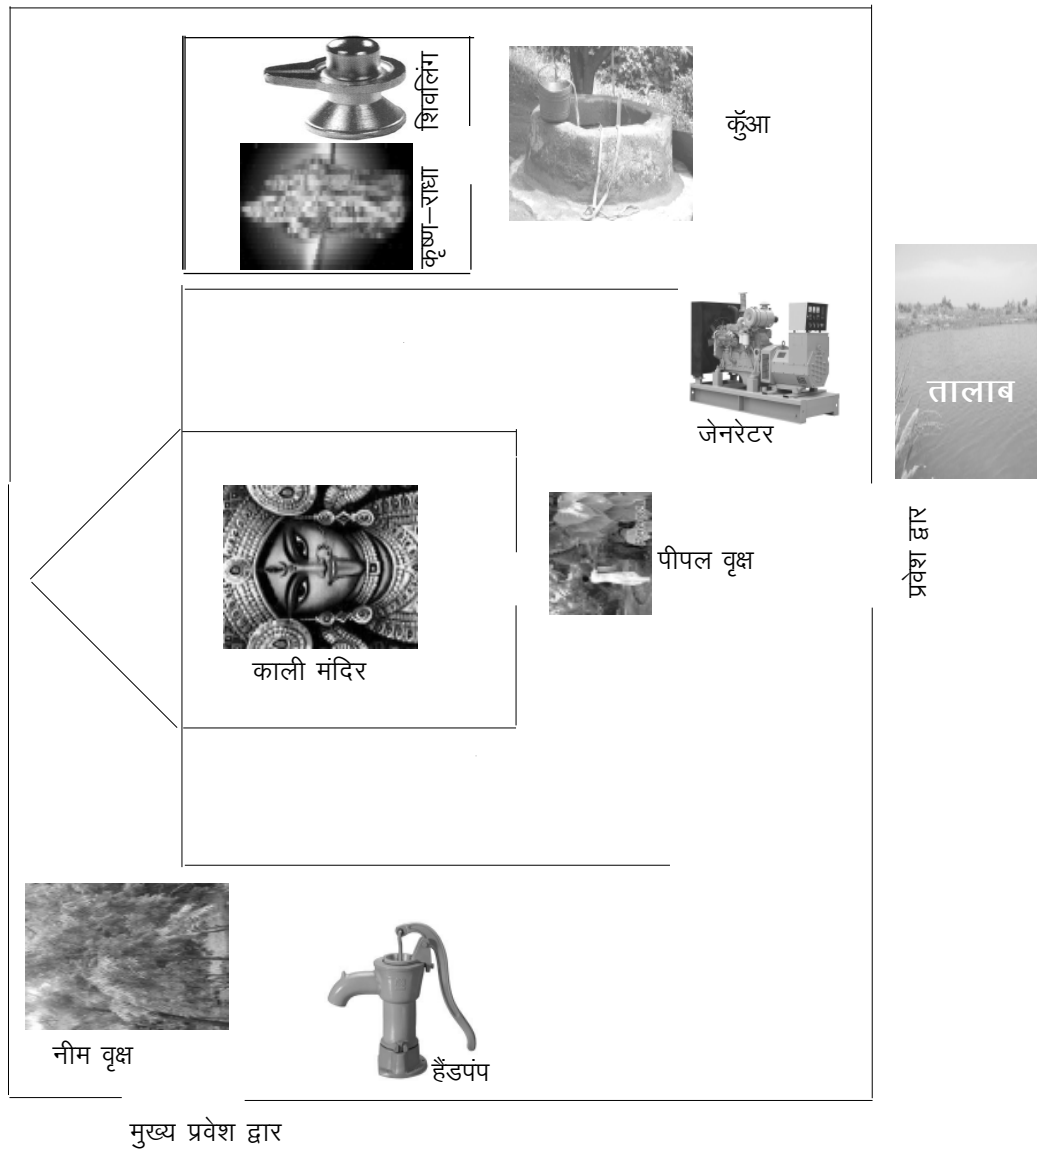 शिवलिंग
कृष्ण–राधा
कुँआ
तालाब
जेनरेटर
प्रवेश द्वार
पीपल वृक्ष
काली मंदिर
नीम वृक्ष
हैंडपंप
मुख्य प्रवेश द्वार